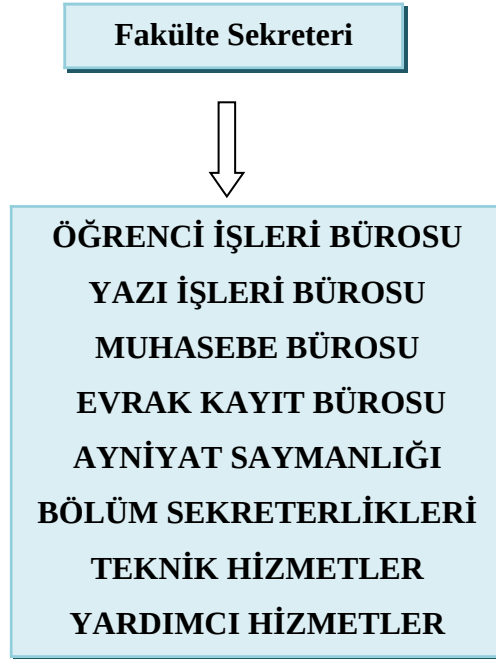 Fakülte Sekreteri
ÖĞRENCİ İŞLERİ BÜROSU
YAZI İŞLERİ BÜROSU
MUHASEBE BÜROSU
EVRAK KAYIT BÜROSU
AYNİYAT SAYMANLIĞI
BÖLÜM SEKRETERLİKLERİ
TEKNİK HİZMETLER
YARDIMCI HİZMETLER